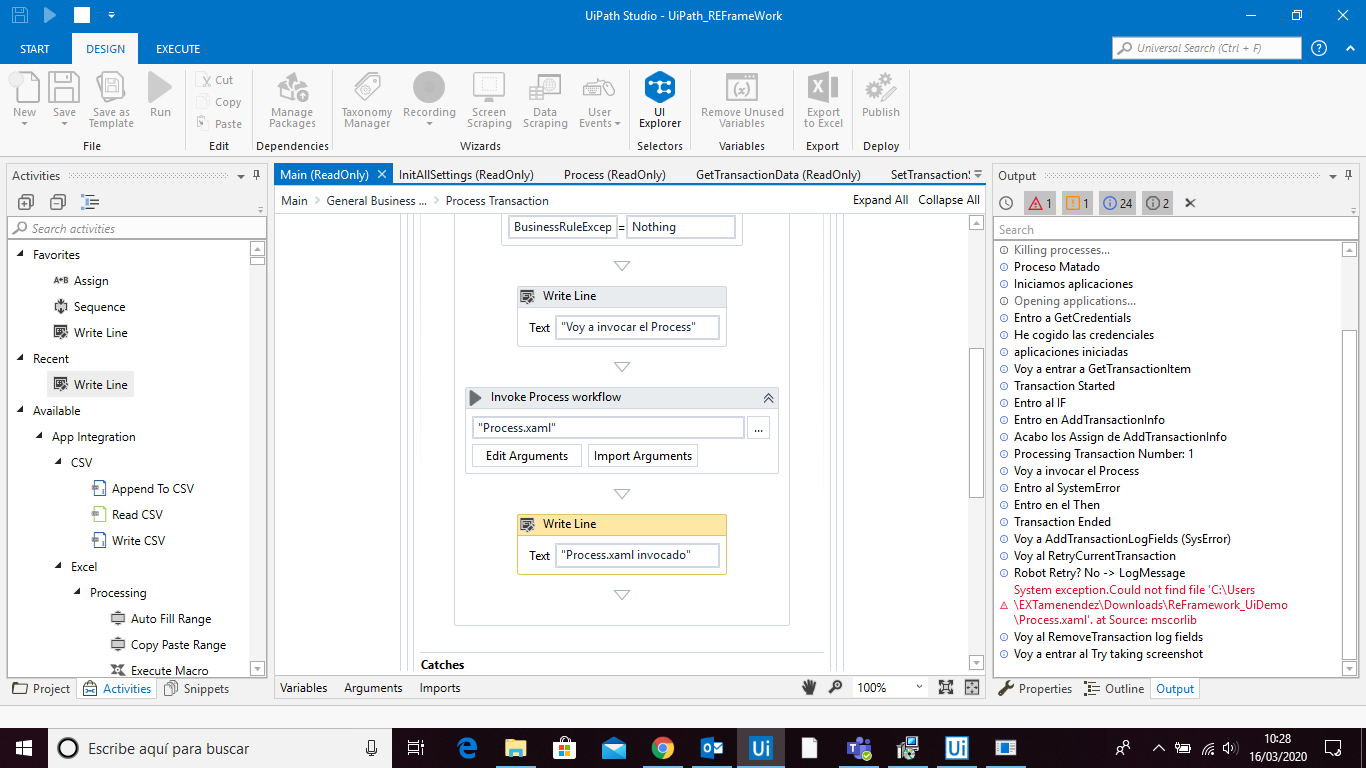 UiPath Studio - UiPath_REFrameWork
START DESIGN EXECUTE
Universal Search (Ctrl + F)
New Save Save as Template Run
Cut
Copy
Paste
Manage Packages
Taxonomy Manager Recording Screen Scraping Data Scraping User Events
UI Explorer
Remove Unused Variables
Export to Excel
Publish
File Edit Dependencies Wizards Selectors Variables Export Deploy
Activities
Search activities
Favorites
A+B Assign
Sequence
Write Line
Recent
Write Line
Available
App Integration
CSV
Append To CSV
Read CSV
Write CSV
Excel
Processing
Auto Fill Range
Copy Paste Range
Execute Macro
Project Activities Snippets
Main (ReadOnly) InitAllSettings (ReadOnly) Process (ReadOnly) GetTransactionData (ReadOnly) SetTransactionS
Main > General Business ... > Process Transaction
Expand All Collapse All
BusinessRuleExcep = Nothing
Write Line
Text "Voy a invocar el Process"
Invoke Process workflow
"Process.xaml"
...
Edit Arguments Import Arguments
Write Line
Text "Process.xaml invocado"
Catches
Variables Arguments Imports
100%
Output
1 1 24 2
Search
Killing processes...
Proceso Matado
Iniciamos aplicaciones
Opening applications...
Entro a GetCredentials
He cogido las credenciales
aplicaciones iniciadas
Voy a entrar a GetTransactionItem
Transaction Started
Entro al IF
Entro en AddTransactionInfo
Acabo los Assign de AddTransactionInfo
Processing Transaction Number: 1
Voy a invocar el Process
Entro al SystemError
Entro en el Then
Transaction Ended
Voy a AddTransactionLogFields (SysError)
Voy al RetryCurrentTransaction
Robot Retry? No -> LogMessage
System exception.Could not find file 'C:\Users
\EXTamenendez\Downloads\ReFramework_UiDemo
\Process.xaml'. at Source: mscorlib
Voy al RemoveTransaction log fields
Voy a entrar al Try taking screenshot
Properties Outline Output
Escribe aquí para buscar
Ui
Ui
10:28
16/03/2020